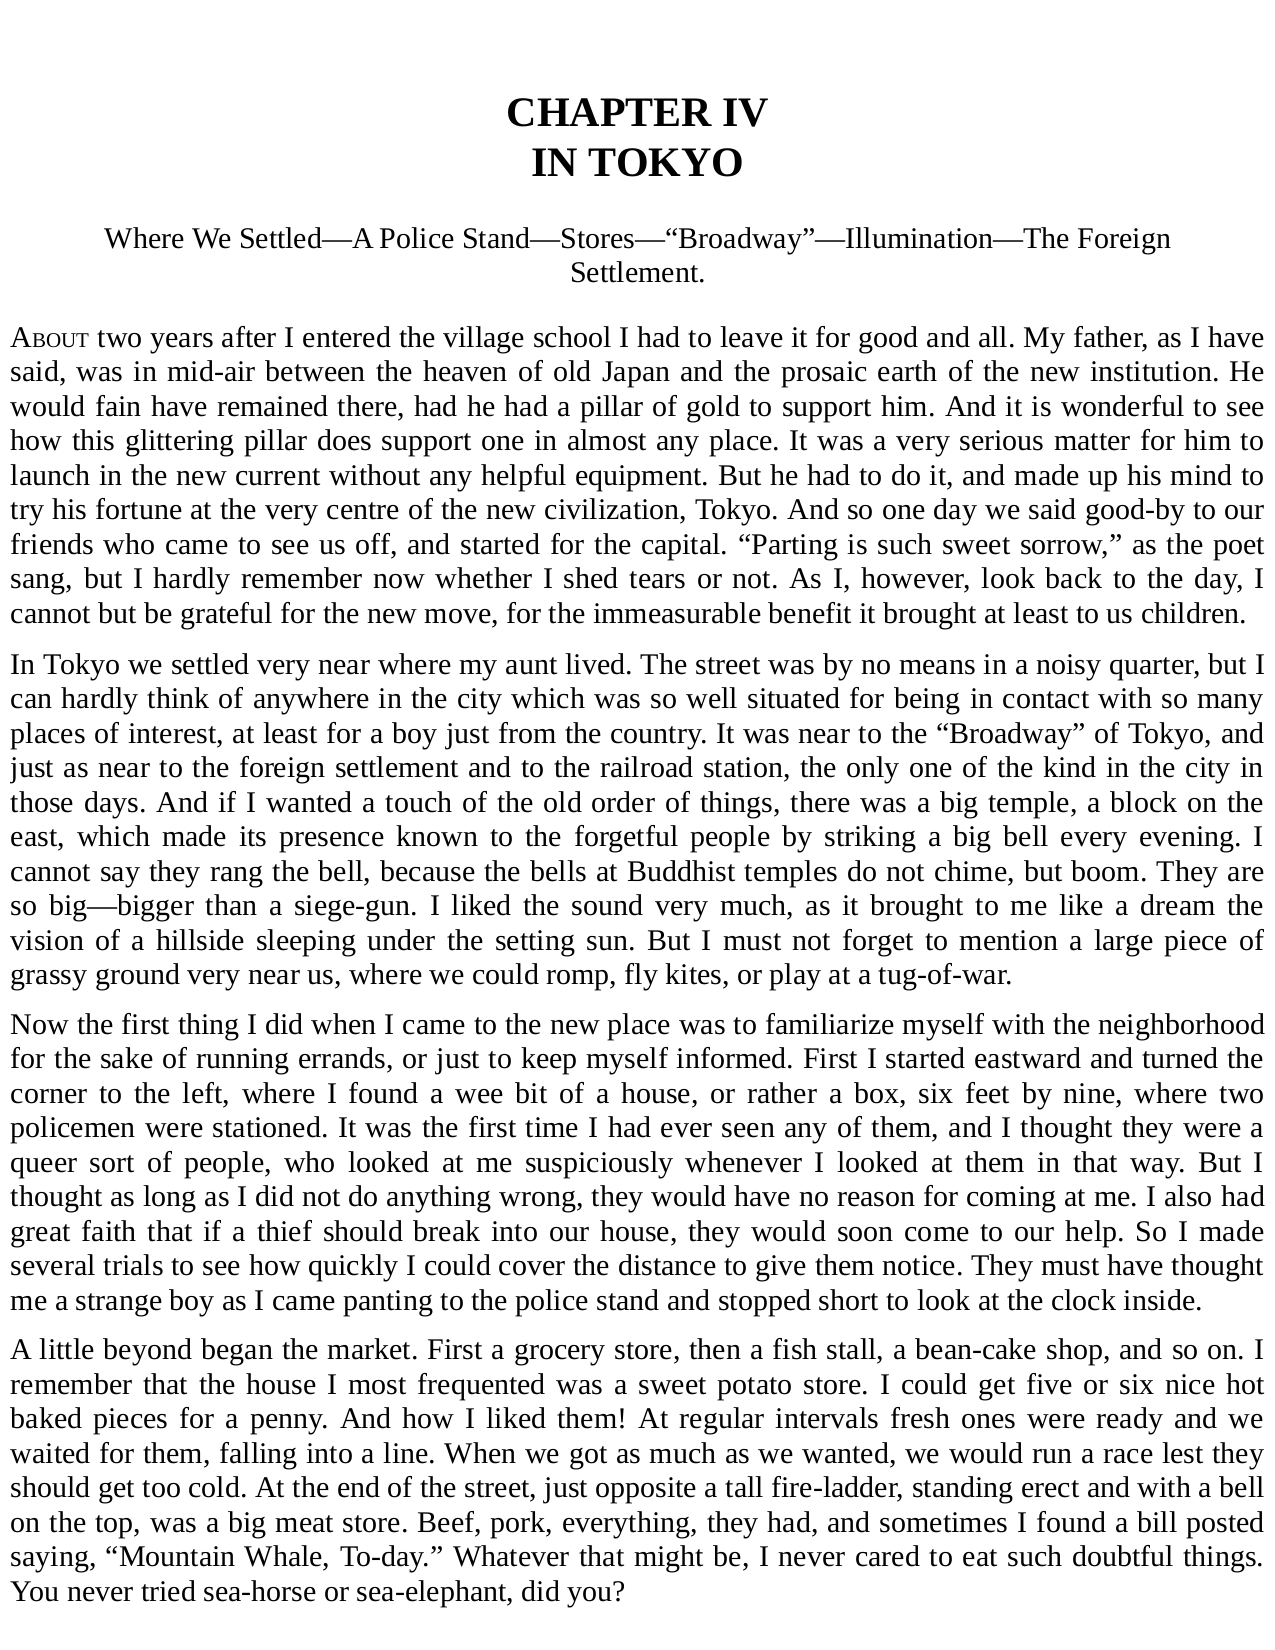 CHAPTER IV
IN TOKYO
Where We Settled—A Police Stand—Stores—“Broadway”—Illumination—The Foreign
Settlement.
About two years after I entered the village school I had to leave it for good and all. My father, as I have
said, was in mid-air between the heaven of old Japan and the prosaic earth of the new institution. He
would fain have remained there, had he had a pillar of gold to support him. And it is wonderful to see
how this glittering pillar does support one in almost any place. It was a very serious matter for him to
launch in the new current without any helpful equipment. But he had to do it, and made up his mind to
try his fortune at the very centre of the new civilization, Tokyo. And so one day we said good-by to our
friends who came to see us off, and started for the capital. “Parting is such sweet sorrow,” as the poet
sang, but I hardly remember now whether I shed tears or not. As I, however, look back to the day, I
cannot but be grateful for the new move, for the immeasurable benefit it brought at least to us children.
In Tokyo we settled very near where my aunt lived. The street was by no means in a noisy quarter, but I
can hardly think of anywhere in the city which was so well situated for being in contact with so many
places of interest, at least for a boy just from the country. It was near to the “Broadway” of Tokyo, and
just as near to the foreign settlement and to the railroad station, the only one of the kind in the city in
those days. And if I wanted a touch of the old order of things, there was a big temple, a block on the
east, which made its presence known to the forgetful people by striking a big bell every evening. I
cannot say they rang the bell, because the bells at Buddhist temples do not chime, but boom. They are
so big—bigger than a siege-gun. I liked the sound very much, as it brought to me like a dream the
vision of a hillside sleeping under the setting sun. But I must not forget to mention a large piece of
grassy ground very near us, where we could romp, fly kites, or play at a tug-of-war.
Now the first thing I did when I came to the new place was to familiarize myself with the neighborhood
for the sake of running errands, or just to keep myself informed. First I started eastward and turned the
corner to the left, where I found a wee bit of a house, or rather a box, six feet by nine, where two
policemen were stationed. It was the first time I had ever seen any of them, and I thought they were a
queer sort of people, who looked at me suspiciously whenever I looked at them in that way. But I
thought as long as I did not do anything wrong, they would have no reason for coming at me. I also had
great faith that if a thief should break into our house, they would soon come to our help. So I made
several trials to see how quickly I could cover the distance to give them notice. They must have thought
me a strange boy as I came panting to the police stand and stopped short to look at the clock inside.
A little beyond began the market. First a grocery store, then a fish stall, a bean-cake shop, and so on. I
remember that the house I most frequented was a sweet potato store. I could get five or six nice hot
baked pieces for a penny. And how I liked them! At regular intervals fresh ones were ready and we
waited for them, falling into a line. When we got as much as we wanted, we would run a race lest they
should get too cold. At the end of the street, just opposite a tall fire-ladder, standing erect and with a bell
on the top, was a big meat store. Beef, pork, everything, they had, and sometimes I found a bill posted
saying, “Mountain Whale, To-day.” Whatever that might be, I never cared to eat such doubtful things.
You never tried sea-horse or sea-elephant, did you?